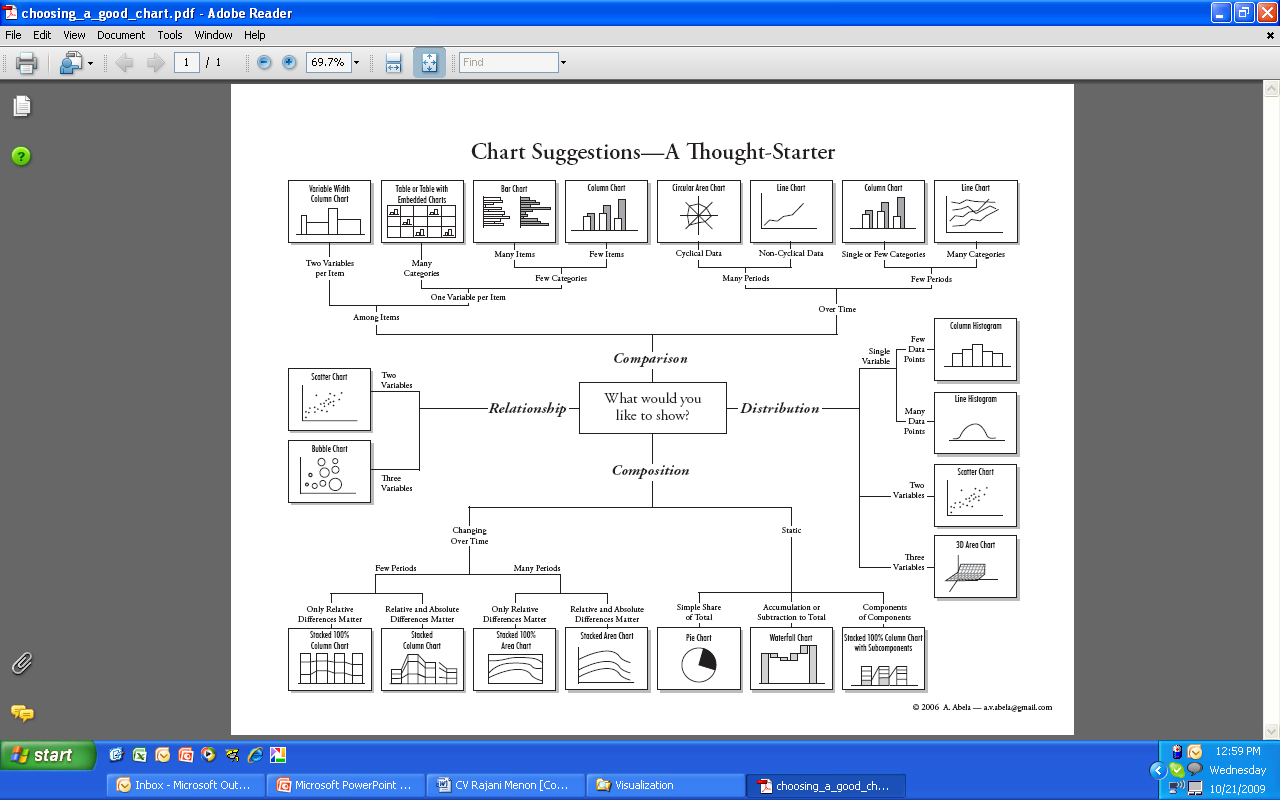 choosing_a_good_chart.pdf - Adobe Reader
File Edit View Document Tools Window Help
1 / 1 69.7% Find
Chart Suggestions—A Thought-Starter
Variable Width
Column Chart
Table or Table with
Embedded Charts
Bar Chart
Column Chart
Circular Area Chart
Line Chart
Column Chart
Line Chart
Two Variables
per Item
Many
Categories
Many Items
Few Items
Cyclical Data
Non-Cyclical Data
Single or Few Categories
Many Categories
Few Categories
Many Periods
Few Periods
One Variable per Item
Among Items
Over Time
Comparison
What would you
like to show?
Relationship
Distribution
Composition
Scatter Chart
Two
Variables
Bubble Chart
Three
Variables
Single
Variable
Few
Data
Points
Column Histogram
Many
Data
Points
Line Histogram
Two
Variables
Scatter Chart
Three
Variables
3D Area Chart
Changing
Over Time
Static
Few Periods
Many Periods
Only Relative
Differences Matter
Relative and Absolute
Differences Matter
Only Relative
Differences Matter
Relative and Absolute
Differences Matter
Simple Share
of Total
Accumulation or
Subtraction to Total
Components
of Components
Stacked 100%
Column Chart
Stacked
Column Chart
Stacked 100%
Area Chart
Stacked Area Chart
Pie Chart
Waterfall Chart
Stacked 100% Column Chart
with Subcomponents
© 2006 A. Abela — a.v.abela@gmail.com
start
Inbox - Microsoft Out...
Microsoft PowerPoint ...
CV Rajani Menon [Co...
Visualization
choosing_a_good_ch...
12:59 PM
Wednesday
10/21/2009